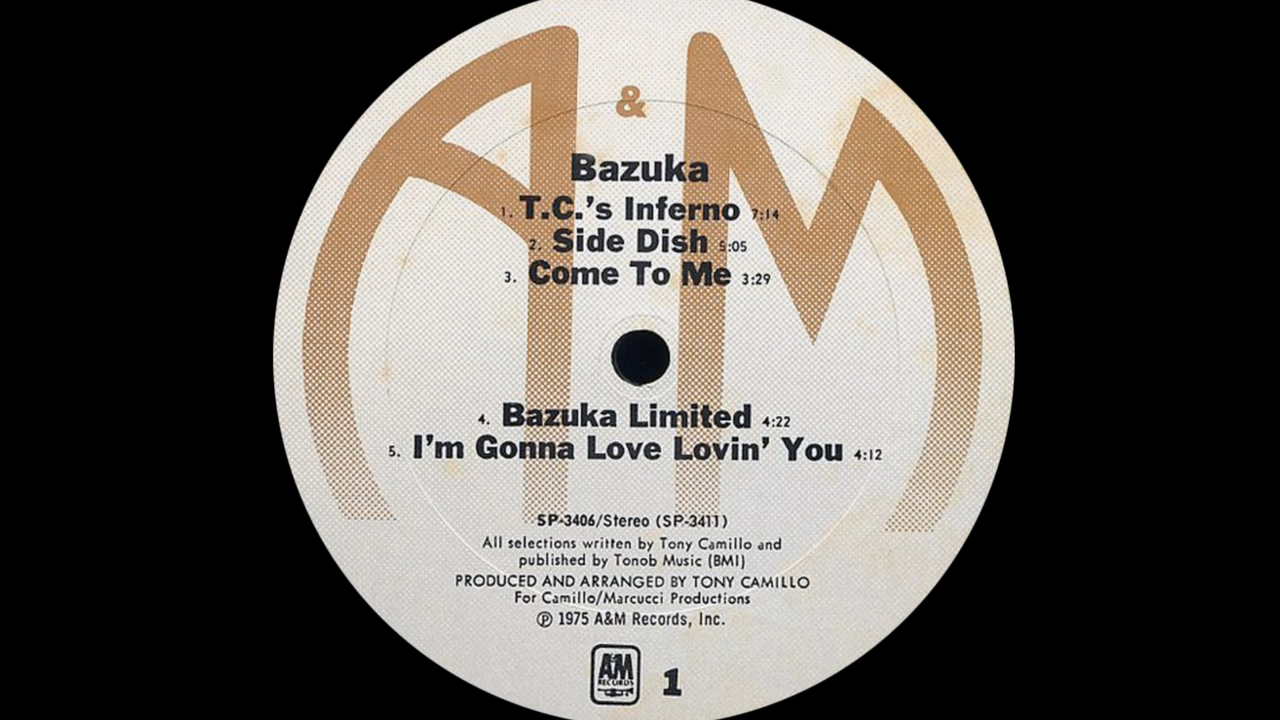 A&M
Bazuka
1. T.C.'s Inferno 7:14
2. Side Dish 5:05
3. Come To Me 3:29
4. Bazuka Limited 4:22
5. I'm Gonna Love Lovin' You 4:12
SP-3406/Stereo (SP-3411)
All selections written by Tony Camillo and
published by Tonob Music (BMI)
PRODUCED AND ARRANGED BY TONY CAMILLO
For Camillo/Marcucci Productions
℗ 1975 A&M Records, Inc.
A&M
RECORDS
1